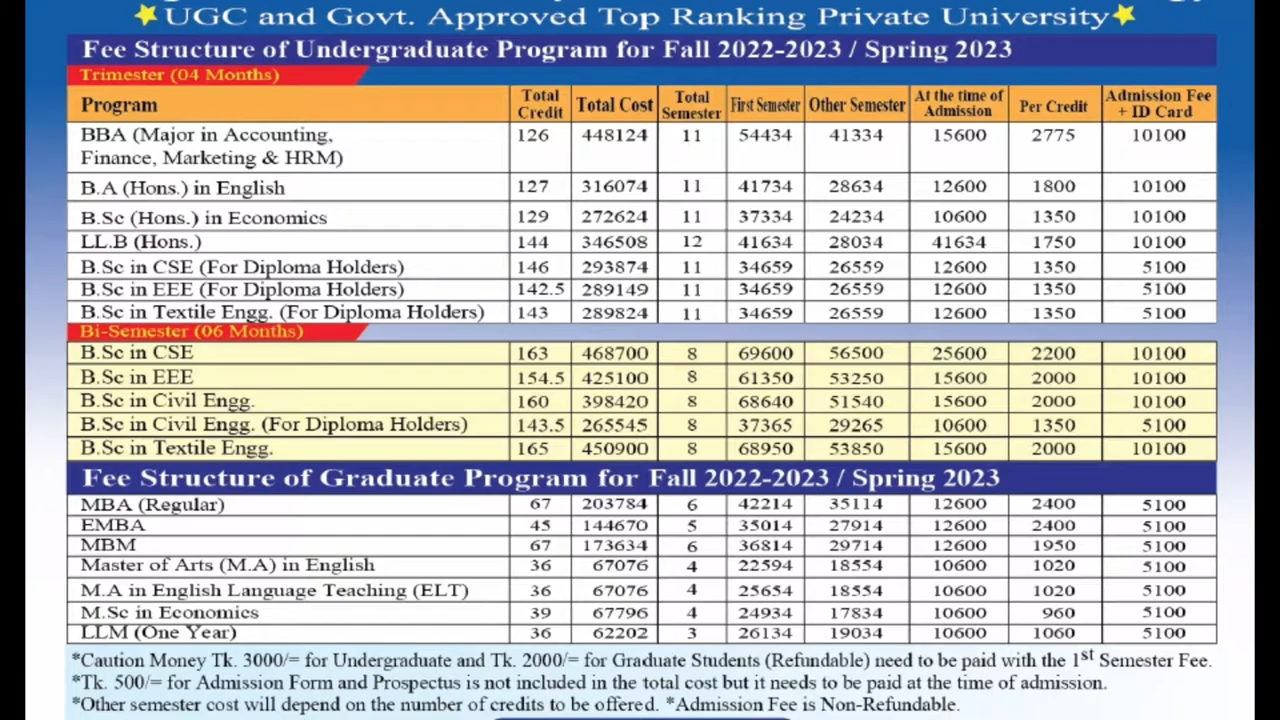 UGC and Govt. Approved Top Ranking Private University
Fee Structure of Undergraduate Program for Fall 2022-2023 / Spring 2023
Trimester (04 Months)
Program Total Credit Total Cost Total Semester First Semester Other Semester At the time of Admission Per Credit Admission Fee + ID Card
BBA (Major in Accounting, 126 448124 11 54434 41334 15600 2775 10100
Finance, Marketing & HRM)
B.A (Hons.) in English 127 316074 11 41734 28634 12600 1800 10100
B.Sc (Hons.) in Economics 129 272624 11 37334 24234 10600 1350 10100
LL.B (Hons.) 144 346508 12 41634 28034 41634 1750 10100
B.Sc in CSE (For Diploma Holders) 146 293874 11 34659 26559 12600 1350 5100
B.Sc in EEE (For Diploma Holders) 142.5 289149 11 34659 26559 12600 1350 5100
B.Sc in Textile Engg. (For Diploma Holders) 143 289824 11 34659 26559 12600 1350 5100
Bi-Semester (06 Months)
B.Sc in CSE 163 468700 8 69600 56500 25600 2200 10100
B.Sc in EEE 154.5 425100 8 61350 53250 15600 2000 10100
B.Sc in Civil Engg. 160 398420 8 68640 51540 15600 2000 10100
B.Sc in Civil Engg. (For Diploma Holders) 143.5 265545 8 37365 29265 10600 1350 5100
B.Sc in Textile Engg. 165 450900 8 68950 53850 15600 2000 10100
Fee Structure of Graduate Program for Fall 2022-2023 / Spring 2023
MBA (Regular) 67 203784 6 42214 35114 12600 2400 5100
EMBA 45 144670 5 35014 27914 12600 2400 5100
MBM 67 173634 6 36814 29714 12600 1950 5100
Master of Arts (M.A) in English 36 67076 4 22594 18554 10600 1020 5100
M.A in English Language Teaching (ELT) 36 67076 4 25654 18554 10600 1020 5100
M.Sc in Economics 39 67796 4 24934 17834 10600 960 5100
LLM (One Year) 36 62202 3 26134 19034 10600 1060 5100
*Caution Money Tk. 3000/= for Undergraduate and Tk. 2000/= for Graduate Students (Refundable) need to be paid with the 1st Semester Fee.
*Tk. 500/= for Admission Form and Prospectus is not included in the total cost but it needs to be paid at the time of admission.
*Other semester cost will depend on the number of credits to be offered. *Admission Fee is Non-Refundable.